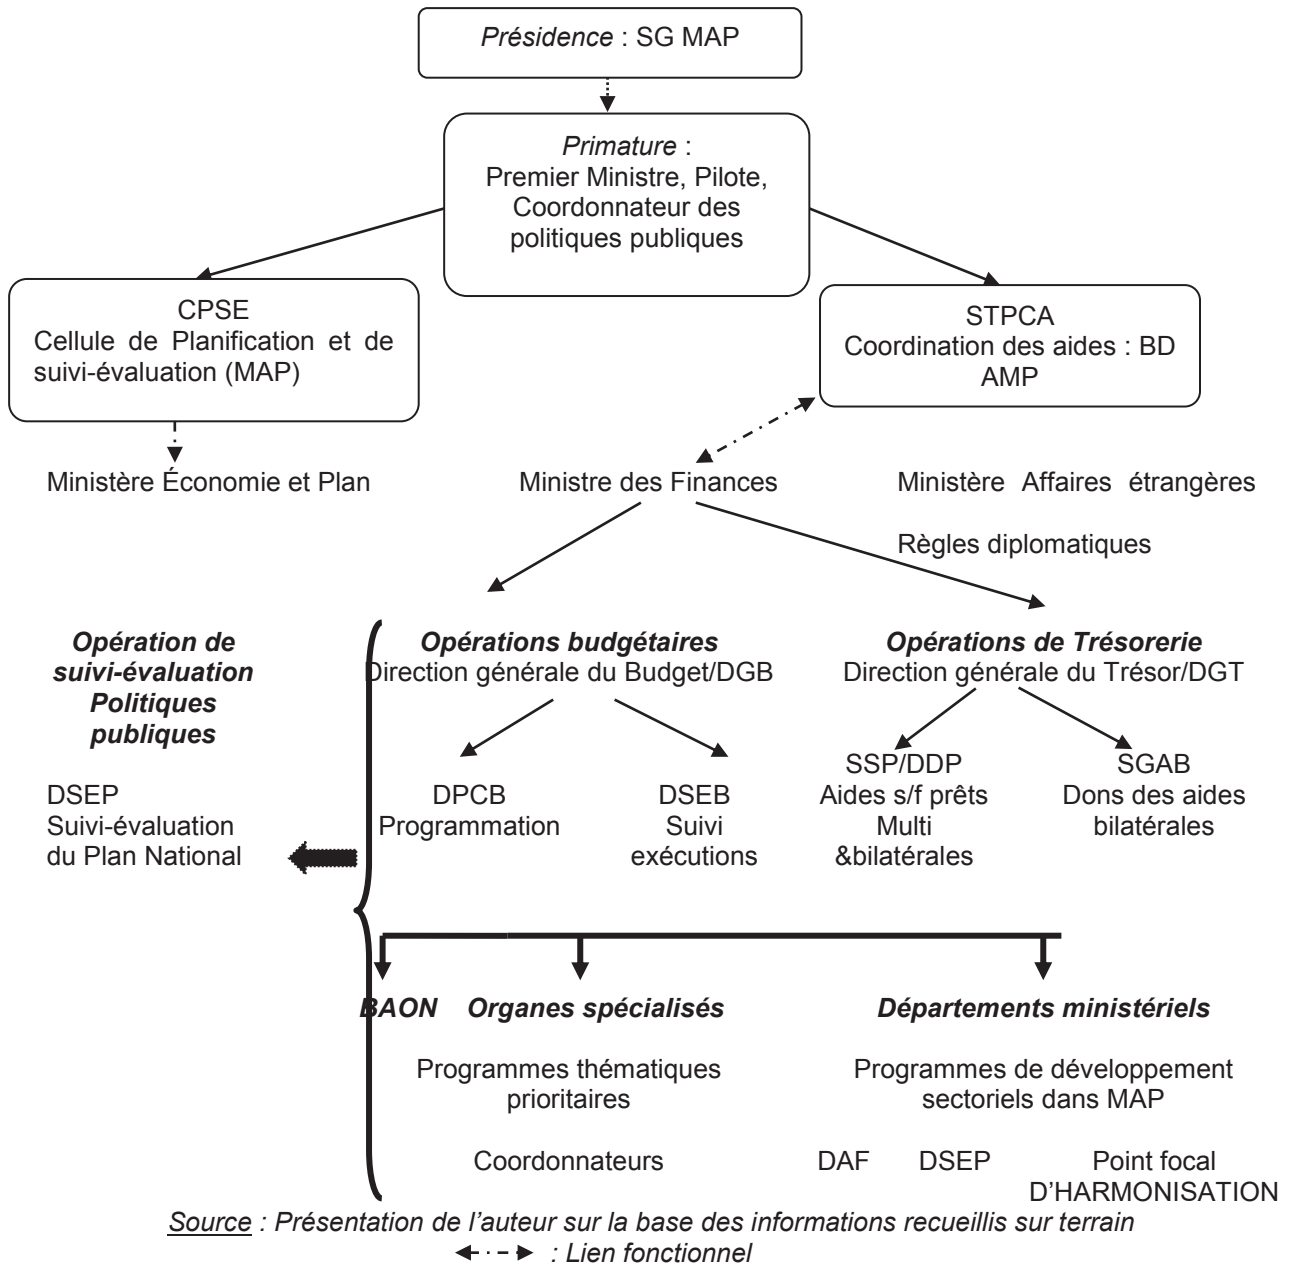 Présidence : SG MAP
Primature :
Premier Ministre, Pilote,
Coordonnateur des
politiques publiques
CPSE
Cellule de Planification et de
suivi-évaluation (MAP)
STPCA
Coordination des aides : BD
AMP
Ministère Économie et Plan
Ministre des Finances
Ministère Affaires étrangères
Règles diplomatiques
Opération de
suivi-évaluation
Politiques
publiques
DSEP
Suivi-évaluation
du Plan National
Opérations budgétaires
Direction générale du Budget/DGB
DPCB
Programmation
DSEB
Suivi
exécutions
Opérations de Trésorerie
Direction générale du Trésor/DGT
SSP/DDP
Aides s/f prêts
Multi
&bilatérales
SGAB
Dons des aides
bilatérales
BAON
Organes spécialisés
Programmes thématiques
prioritaires
Coordonnateurs
Départements ministériels
Programmes de développement
sectoriels dans MAP
DAF DSEP Point focal
D'HARMONISATION
Source : Présentation de l'auteur sur la base des informations recueillis sur terrain
: Lien fonctionnel